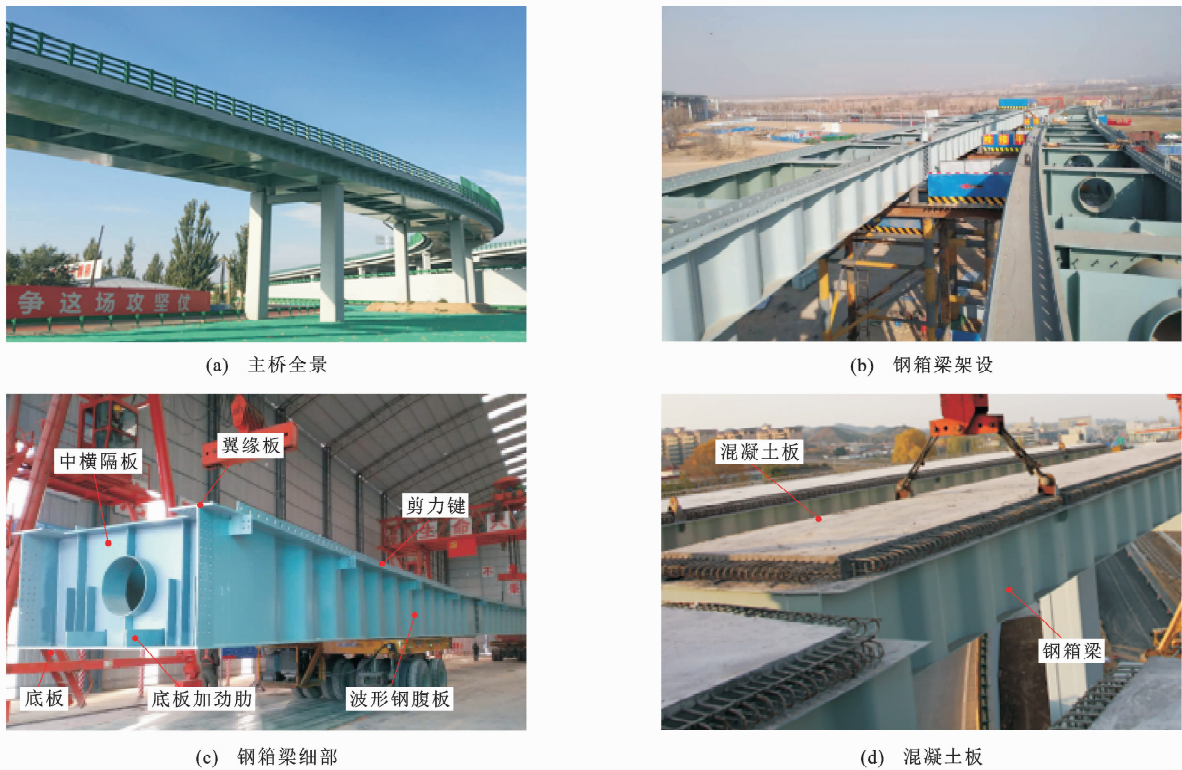 争这场攻坚仗
(a) 主桥全景
(b) 钢箱梁架设
中横隔板
翼缘板
剪力键
底板
底板加劲肋
波形钢腹板
(c) 钢箱梁细部
混凝土板
钢箱梁
(d) 混凝土板